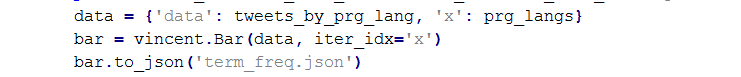 data = {'data': tweets_by_prg_lang, 'x': prg_langs}
bar = vincent.Bar(data, iter_idx='x')
bar.to_json('term_freq.json')